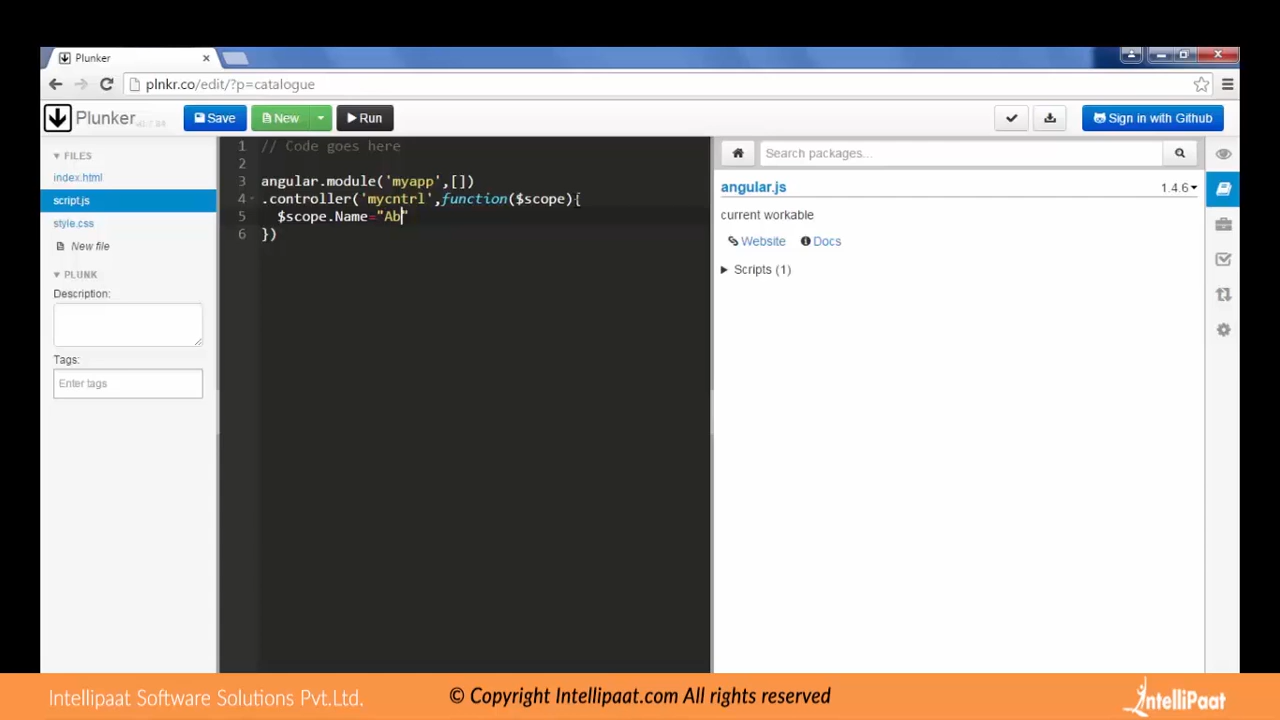 Plunker
plnkr.co/edit/?p=catalogue
Plunker
Save
New
Run
Sign in with Github
FILES
index.html
script.js
style.css
New file
PLUNK
Description:
Tags:
Enter tags
1 // Code goes here
2
3 angular.module('myapp',[])
4 .controller('mycntrl',function($scope){
5 $scope.Name="Ab"
6 })
Search packages...
angular.js 1.4.6
current workable
Website Docs
Scripts (1)
Intellipaat Software Solutions Pvt.Ltd.
© Copyright Intellipaat.com All rights reserved
IntelliPaat